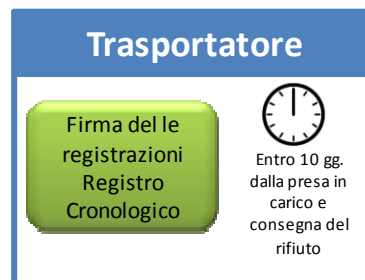 Trasportatore
Firma del le
registrazioni
Registro
Cronologico
Entro 10 gg.
dalla presa in
carico e
consegna del
rifiuto